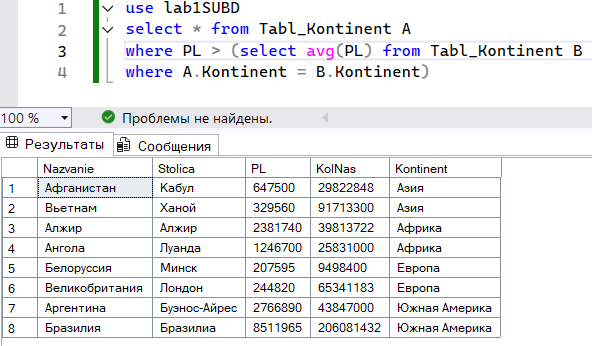 1 use lab1SUBD
2 select * from Tabl_Kontinent A
3 where PL > (select avg(PL) from Tabl_Kontinent B
4 where A.Kontinent = B.Kontinent)
100 % Проблемы не найдены.
Результаты Сообщения
Nazvanie Stolica PL KolNas Kontinent
1 Афганистан Кабул 647500 29822848 Азия
2 Вьетнам Ханой 329560 91713300 Азия
3 Алжир Алжир 2381740 39813722 Африка
4 Ангола Луанда 1246700 25831000 Африка
5 Белоруссия Минск 207595 9498400 Европа
6 Великобритания Лондон 244820 65341183 Европа
7 Аргентина Буэнос-Айрес 2766890 43847000 Южная Америка
8 Бразилия Бразилиа 8511965 206081432 Южная Америка